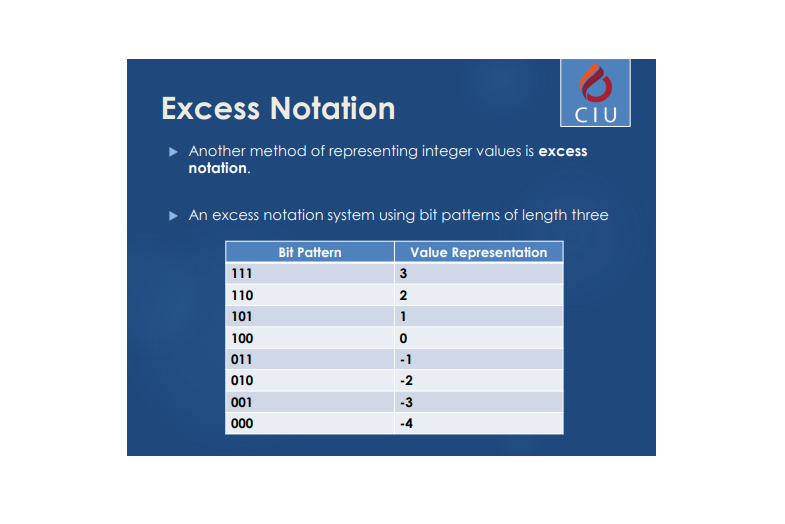 CIU
Excess Notation
Another method of representing integer values is excess
notation.
An excess notation system using bit patterns of length three
Bit Pattern Value Representation
111 3
110 2
101 1
100 0
011 -1
010 -2
001 -3
000 -4